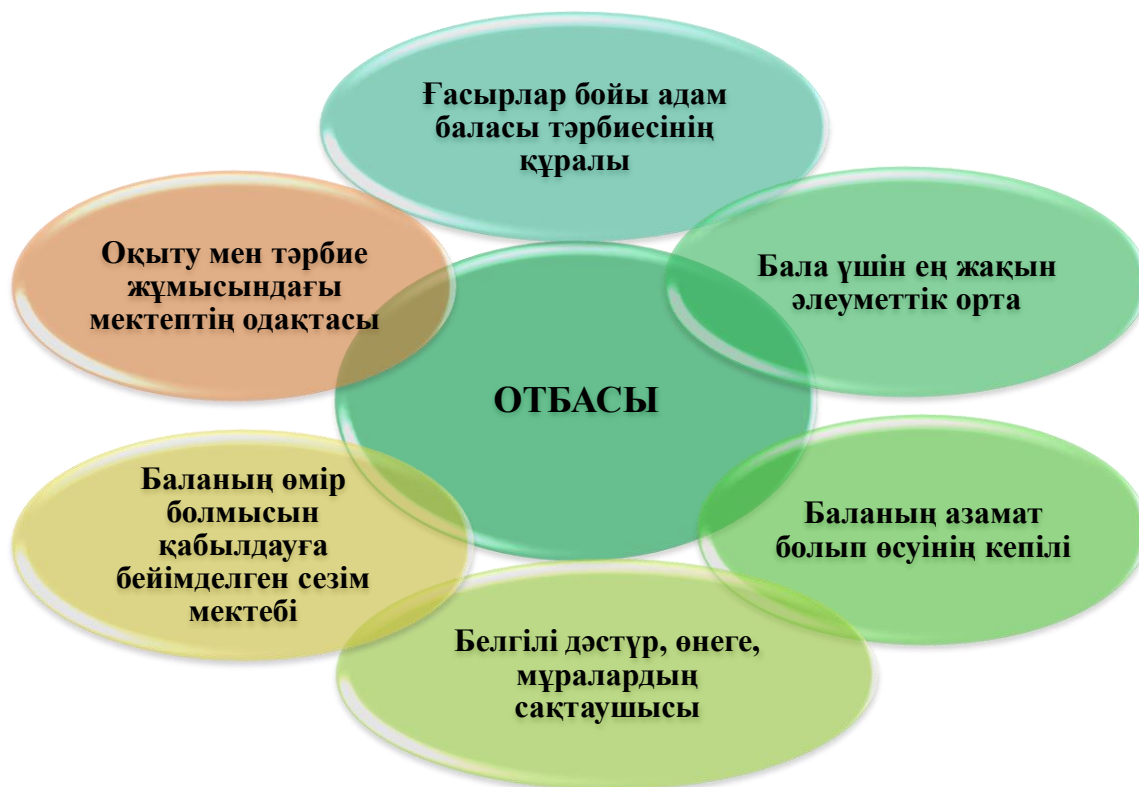 Ғасырлар бойы адам
баласы тәрбиесінің
құралы
Бала үшін ең жақын
әлеуметтік орта
Баланың азамат
болып өсуінің кепілі
Белгілі дәстүр, өнеге,
мұралардың
сақтаушысы
Баланың өмір
болмысын
қабылдауға
бейімделген сезім
мектебі
Оқыту мен тәрбие
жұмысындағы
мектептің одақтасы
ОТБАСЫ